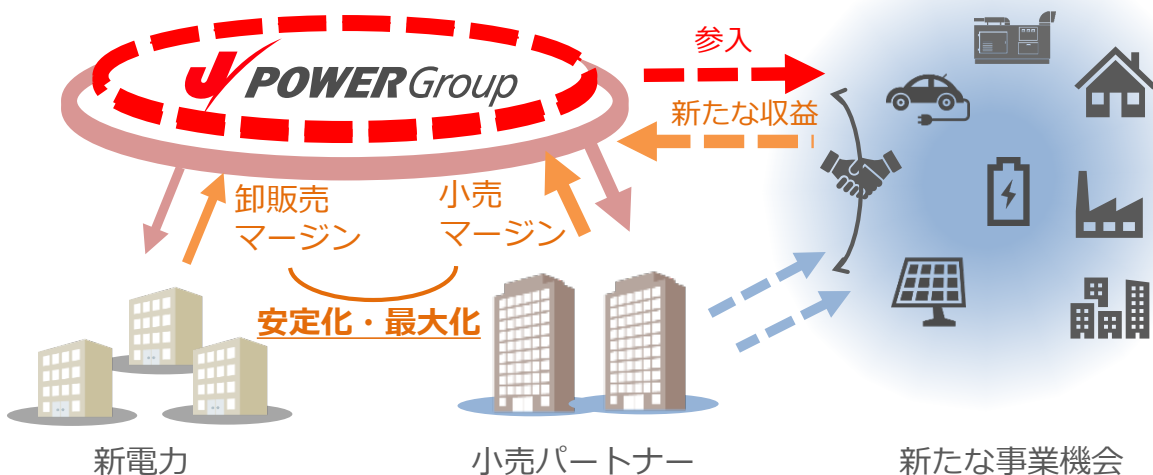 J POWER Group
参入
新たな収益
卸販売
マージン
小売
マージン
安定化・最大化
新電力
小売パートナー
新たな事業機会